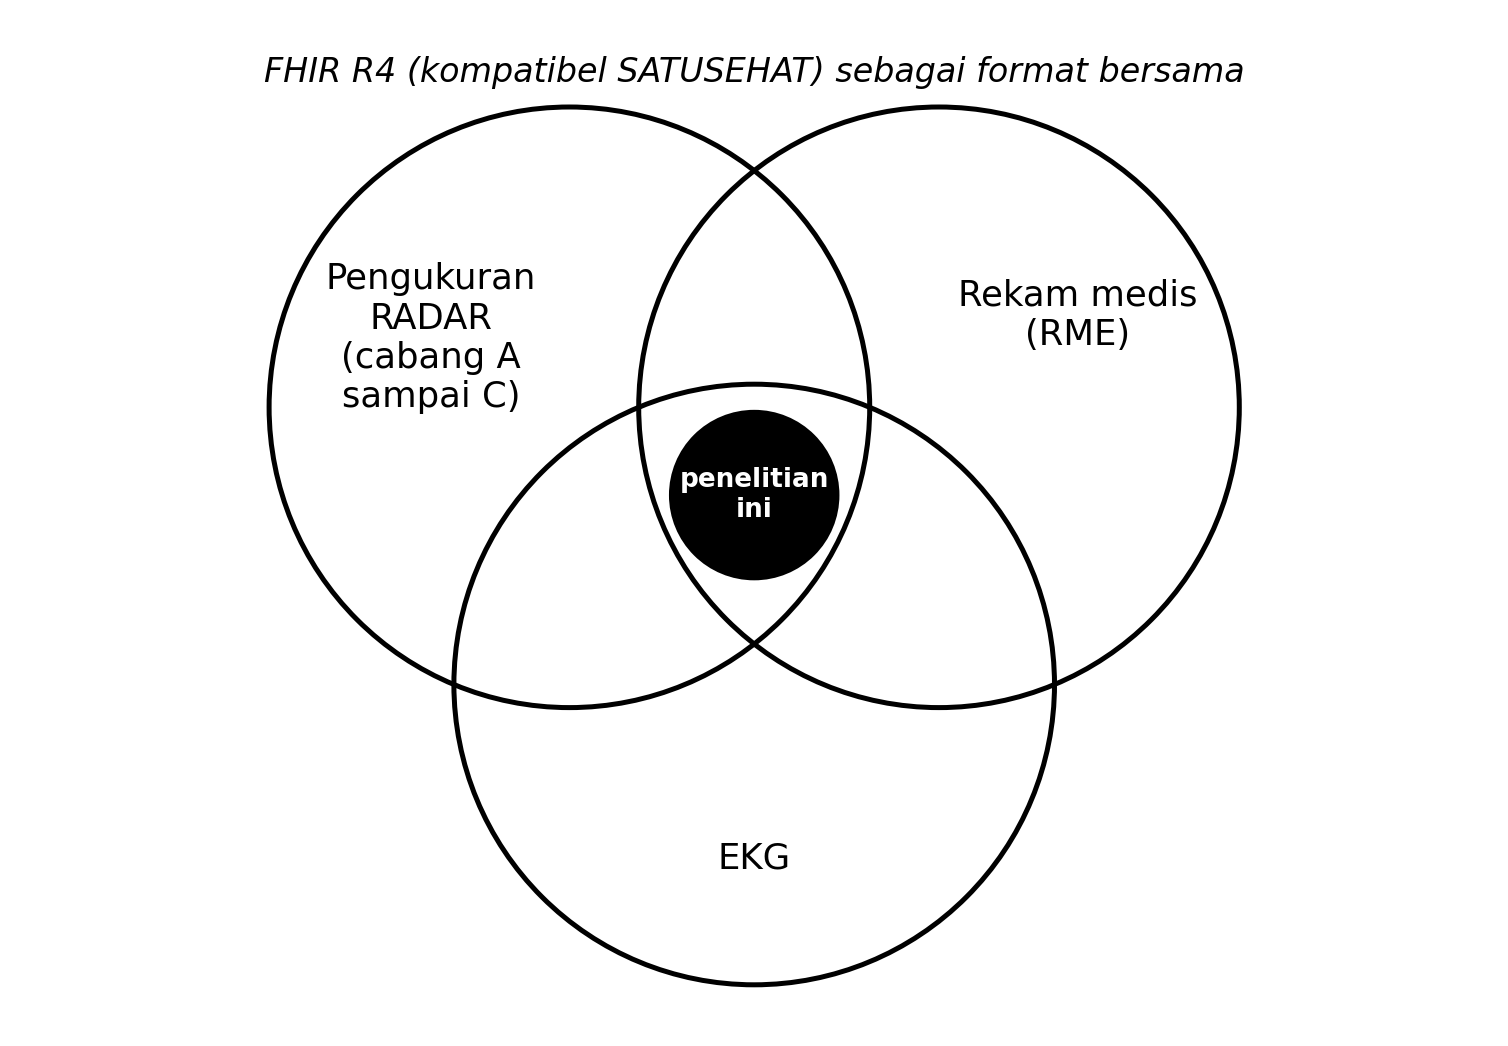 FHIR R4 (kompatibel SATUSEHAT) sebagai format bersama
Pengukuran
RADAR
(cabang A
sampai C)
Rekam medis
(RME)
penelitian
ini
EKG